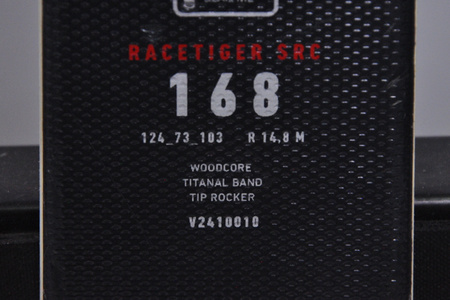 RACETIGER SRC
168
124_73_103 R 14,8 M
WOODCORE
TITANAL BAND
TIP ROCKER
V2410010